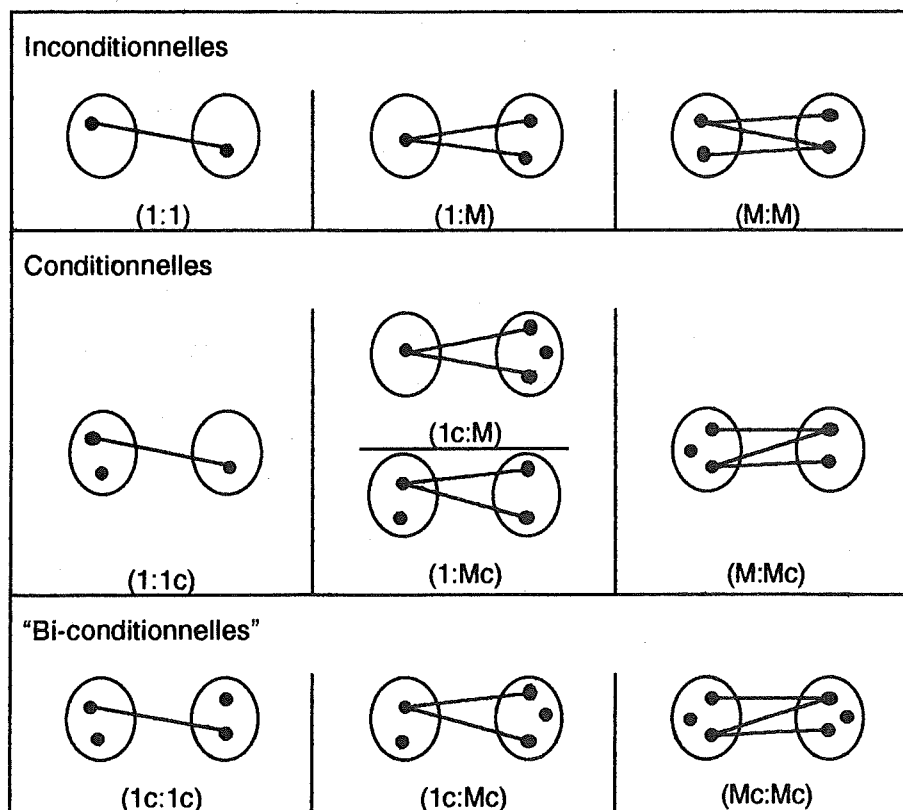 Inconditionnelles
(1:1)
(1:M)
(M:M)
Conditionnelles
(1c:M)
(1:1c)
(1:Mc)
(M:Mc)
“Bi-conditionnelles”
(1c:1c)
(1c:Mc)
(Mc:Mc)